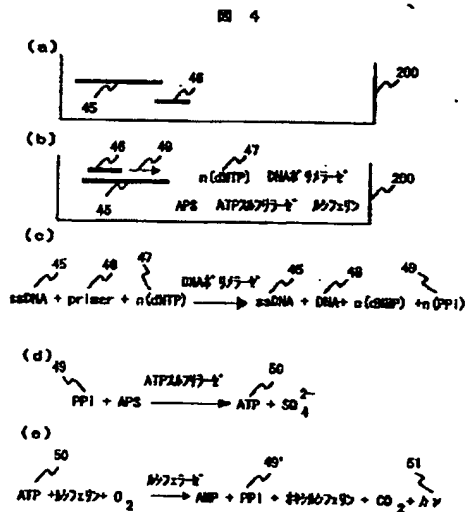 図 4
(a)
46
200
45
(b)
46 49 47
n(dNTP) DNAポリメラーゼ
200
45
APS ATPスルフリラーゼ ルシフェリン
(c)
45 46 47 DNAポリメラーゼ 45 48 49
ssDNA + primer + n(dNTP) → ssDNA + DNA+ n(dNMP) +n(PPi)
(d)
49 ATPスルフリラーゼ 50
PPi + APS → ATP + SO₄²⁻
(e)
50 ルシフェラーゼ 49' 51
ATP +ルシフェリン+ O₂ → AMP + PPi + オキシルシフェリン + CO₂ + hν